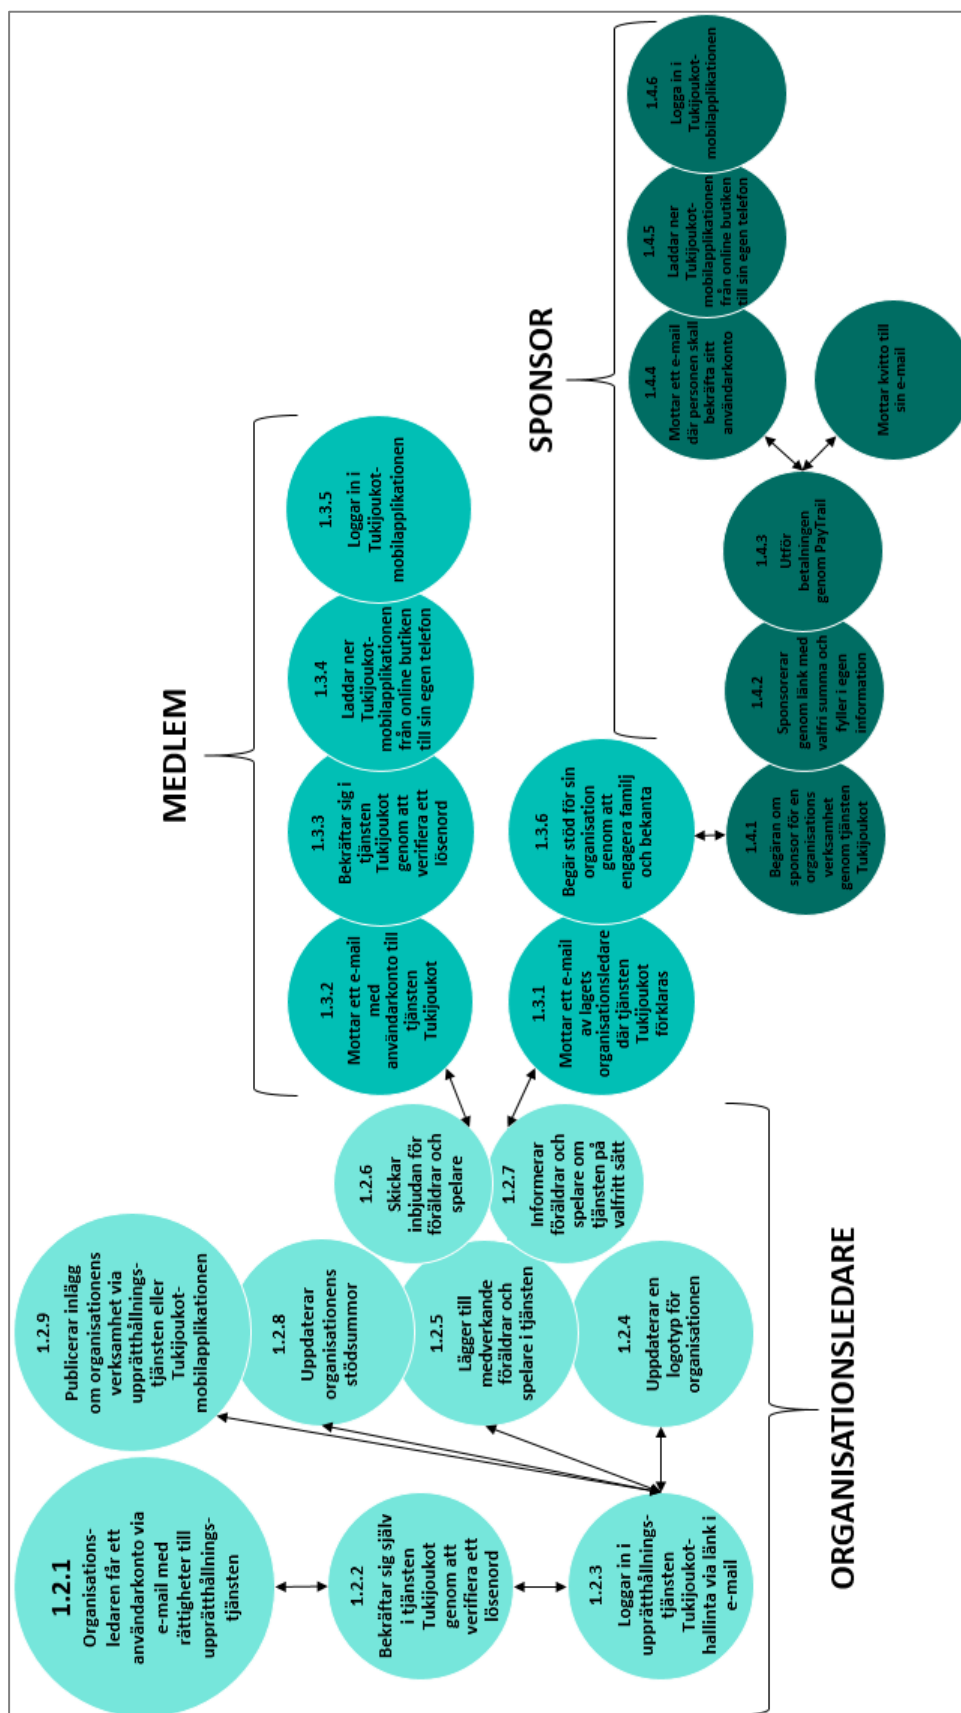 1.2.1
Organisations-
ledaren får ett
användarkonto via
e-mail med
rättigheter till
upprätthållnings-
tjänsten
1.2.2
Bekräftar sig själv
i tjänsten
Tukijoukot
genom att
verifiera ett
lösenord
1.2.3
Loggar in i
upprätthållnings-
tjänsten
Tukijoukot-
hallinta via länk i
e-mail
1.2.9
Publicerar inlägg
om organisationens
verksamhet via
upprätthållnings-
tjänsten eller
Tukijoukot-
mobilapplikationen
1.2.8
Uppdaterar
organisationens
stödsummor
1.2.5
Lägger till
medverkande
föräldrar och
spelare i tjänsten
1.2.4
Uppdaterar en
logotyp för
organisationen
1.2.6
Skickar
inbjudan för
föräldrar och
spelare
1.2.7
Informerar
föräldrar och
spelare om
tjänsten på
valfritt sätt
ORGANISATIONSLEDARE
MEDLEM
1.3.2
Mottar ett e-mail
med
användarkonto till
tjänsten
Tukijoukot
1.3.3
Bekräftar sig i
tjänsten
Tukijoukot
genom att
verifiera ett
lösenord
1.3.4
Laddar ner
Tukijoukot-
mobilapplikationen
från online butiken
till sin egen telefon
1.3.5
Loggar in i
Tukijoukot-
mobilapplikationen
1.3.1
Mottar ett e-mail
av lagets
organisationsledare
där tjänsten
Tukijoukot
förklaras
1.3.6
Begär stöd för sin
organisation
genom att
engagera familj
och bekanta
SPONSOR
1.4.1
Begäran om
sponsor för en
organisations
verksamhet
genom tjänsten
Tukijoukot
1.4.2
Sponsorerar
genom länk med
valfri summa och
fyller i egen
information
1.4.3
Utför
betalningen
genom PayTrail
1.4.4
Mottar ett e-mail
där personen skall
bekräfta sitt
användarkonto
1.4.5
Laddar ner
Tukijoukot-
mobilapplikationen
från online butiken
till sin egen telefon
1.4.6
Logga in i
Tukijoukot-
mobilapplikationen
Mottar kvitto till
sin e-mail